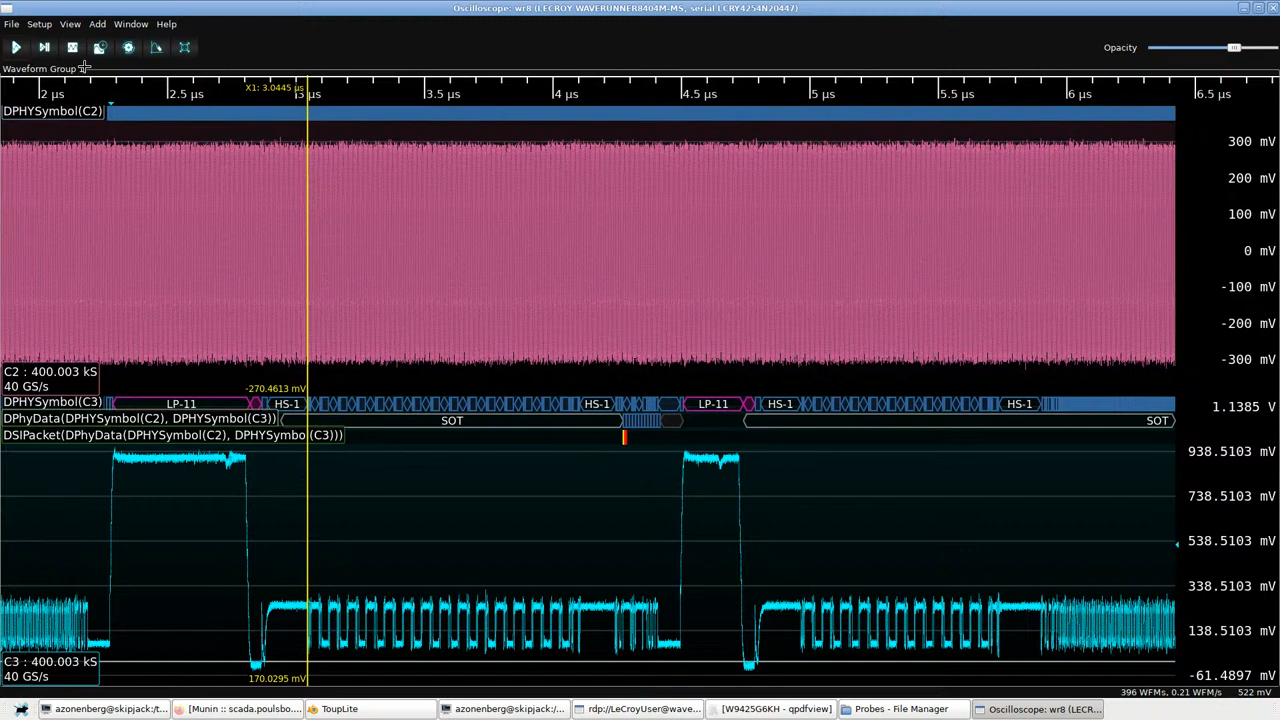 Oscilloscope: wr8 (LECROY WAVERUNNER8404M-MS, serial LCRY4254N20447)
File Setup View Add Window Help
Opacity
Waveform Group
X1: 3.0445 µs
2 µs 2.5 µs 3 µs 3.5 µs 4 µs 4.5 µs 5 µs 5.5 µs 6 µs 6.5 µs
DPHYSymbol(C2)
300 mV
200 mV
100 mV
0 mV
-100 mV
-200 mV
-300 mV
C2 : 400.003 kS
40 GS/s
-270.4613 mV
DPHYSymbol(C3) LP-11 HS-1 HS-1 LP-11 HS-1 HS-1 1.1385 V
DPhyData(DPHYSymbol(C2), DPHYSymbol(C3)) SOT SOT
DSIPacket(DPhyData(DPHYSymbol(C2), DPHYSymbol(C3)))
938.5103 mV
738.5103 mV
538.5103 mV
338.5103 mV
138.5103 mV
-61.4897 mV
C3 : 400.003 kS
40 GS/s
170.0295 mV
396 WFMs, 0.21 WFM/s 522 mV
azonenberg@skipjack:/t... [Munin :: scada.poulsbo... ToupLite azonenberg@skipjack:/... rdp://LeCroyUser@wave... [W9425G6KH - qpdfview] Probes - File Manager Oscilloscope: wr8 (LECR...